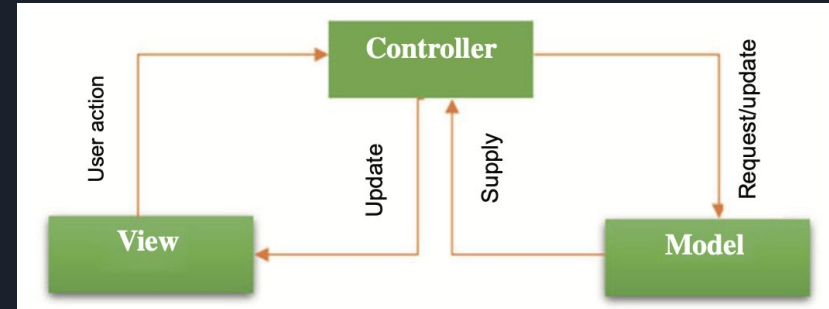 Controller
User action
Update
Supply
Request/update
View
Model